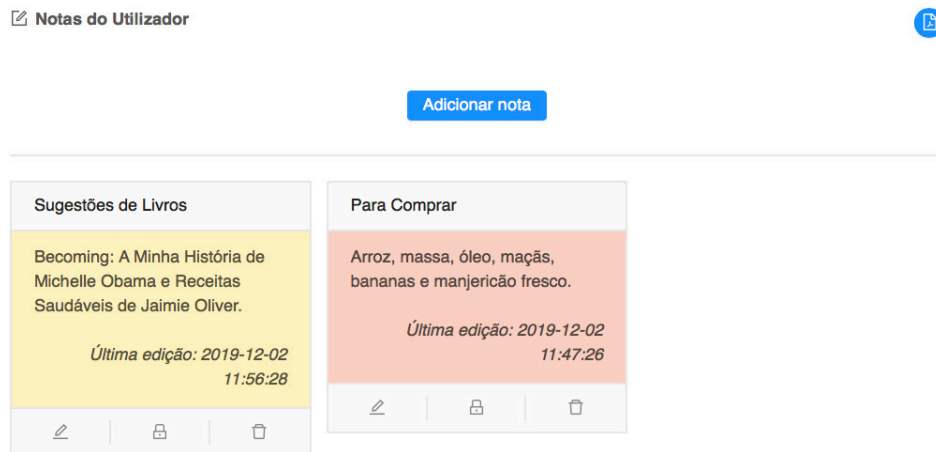 Notas do Utilizador
Adicionar nota
Sugestões de Livros
Becoming: A Minha História de
Michelle Obama e Receitas
Saudáveis de Jaimie Oliver.
Última edição: 2019-12-02
11:56:28
Para Comprar
Arroz, massa, óleo, maçãs,
bananas e manjericão fresco.
Última edição: 2019-12-02
11:47:26